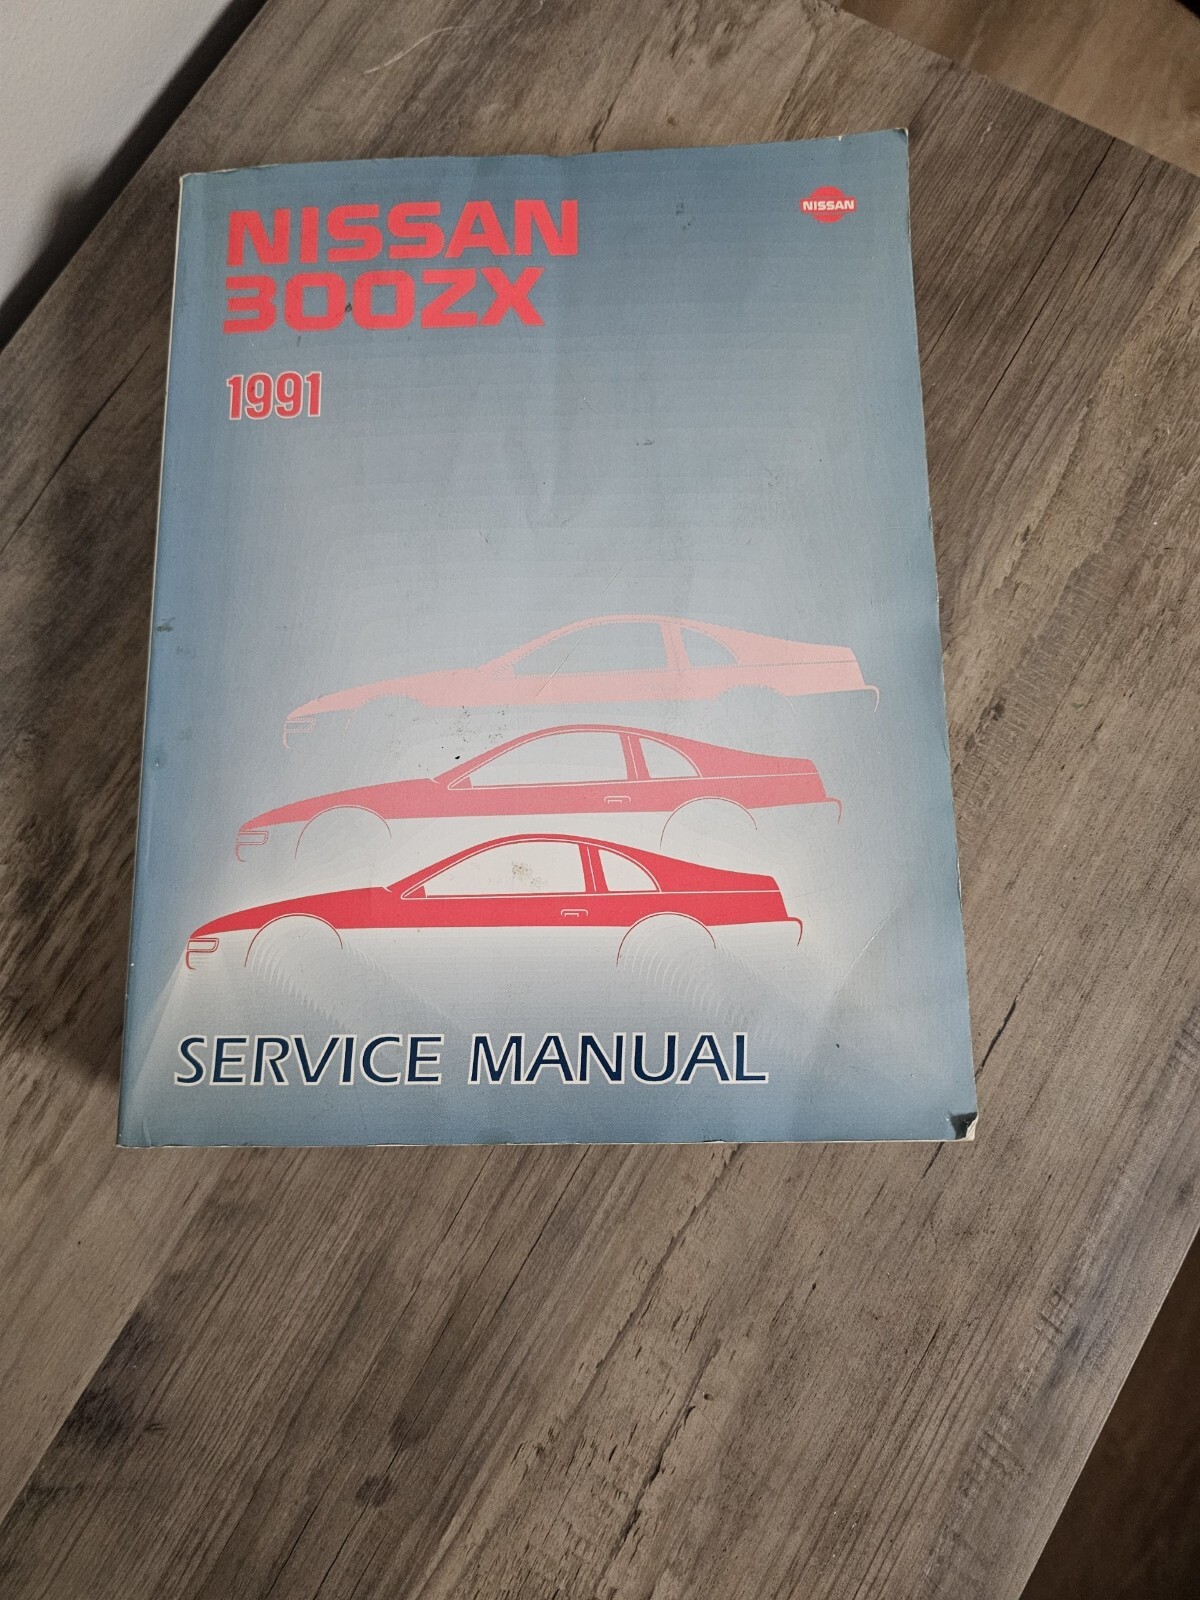 NISSAN
300ZX
NISSAN
1991
SERVICE MANUAL